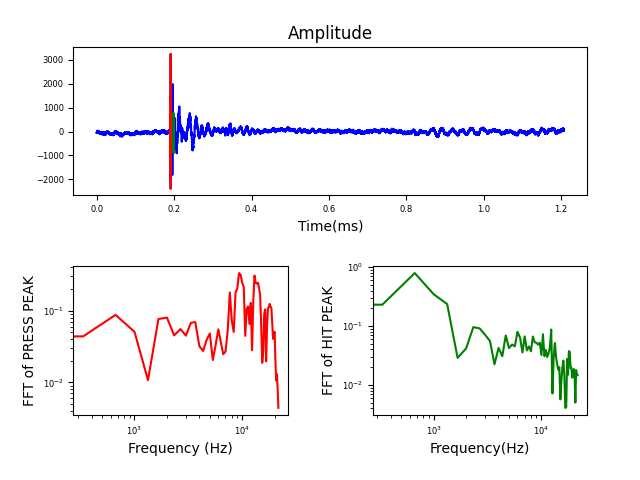 Amplitude
3000
2000
1000
0
−1000
−2000
0.0 0.2 0.4 0.6 0.8 1.0 1.2
Time(ms)
FFT of PRESS PEAK
10⁻¹
10⁻²
10³ 10⁴
Frequency (Hz)
FFT of HIT PEAK
10⁰
10⁻¹
10⁻²
10³ 10⁴
Frequency(Hz)